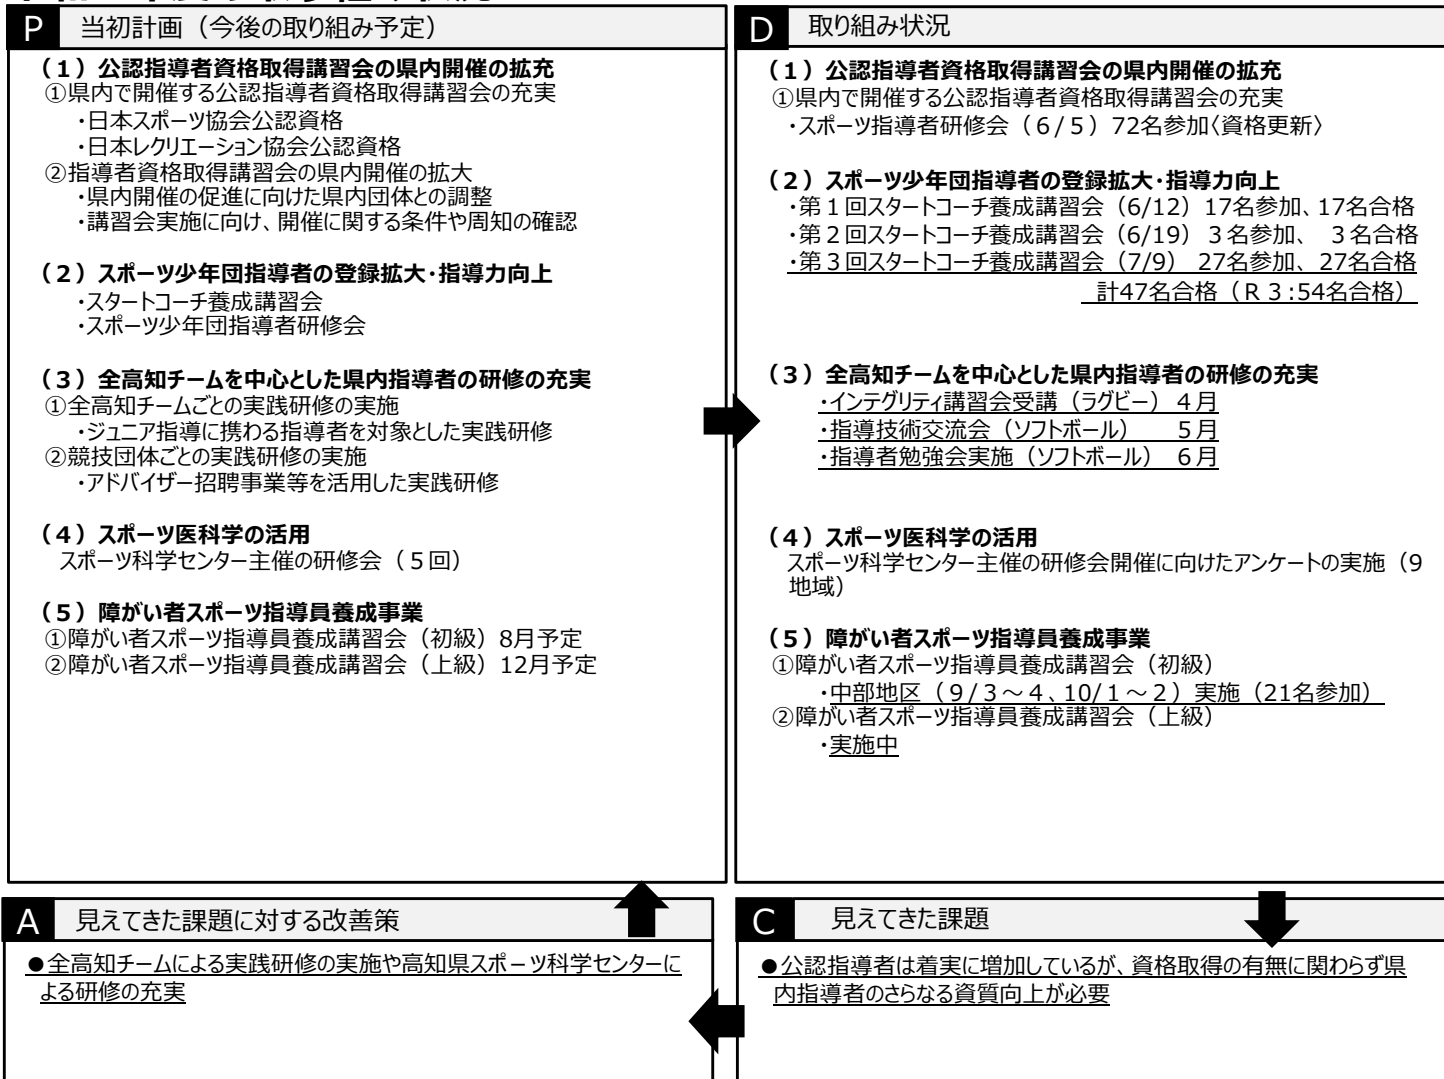 P 当初計画（今後の取り組み予定）
（１）公認指導者資格取得講習会の県内開催の拡充
①県内で開催する公認指導者資格取得講習会の充実
・日本スポーツ協会公認資格
・日本レクリエーション協会公認資格
②指導者資格取得講習会の県内開催の拡大
・県内開催の促進に向けた県内団体との調整
・講習会実施に向け、開催に関する条件や周知の確認
（２）スポーツ少年団指導者の登録拡大・指導力向上
・スタートコーチ養成講習会
・スポーツ少年団指導者研修会
（３）全高知チームを中心とした県内指導者の研修の充実
①全高知チームごとの実践研修の実施
・ジュニア指導に携わる指導者を対象とした実践研修
②競技団体ごとの実践研修の実施
・アドバイザー招聘事業等を活用した実践研修
（４）スポーツ医科学の活用
スポーツ科学センター主催の研修会（５回）
（５）障がい者スポーツ指導員養成事業
①障がい者スポーツ指導員養成講習会（初級）8月予定
②障がい者スポーツ指導員養成講習会（上級）12月予定
D 取り組み状況
（１）公認指導者資格取得講習会の県内開催の拡充
①県内で開催する公認指導者資格取得講習会の充実
・スポーツ指導者研修会（６/５）72名参加〈資格更新〉
（２）スポーツ少年団指導者の登録拡大・指導力向上
・第１回スタートコーチ養成講習会（6/12）17名参加、17名合格
・第２回スタートコーチ養成講習会（6/19）３名参加、 ３名合格
・第３回スタートコーチ養成講習会（7/9） 27名参加、27名合格
計47名合格（Ｒ３:54名合格）
（３）全高知チームを中心とした県内指導者の研修の充実
・インテグリティ講習会受講（ラグビー）４月
・指導技術交流会（ソフトボール） ５月
・指導者勉強会実施（ソフトボール） ６月
（４）スポーツ医科学の活用
スポーツ科学センター主催の研修会開催に向けたアンケートの実施（9
地域）
（５）障がい者スポーツ指導員養成事業
①障がい者スポーツ指導員養成講習会（初級）
・中部地区（９/３～４、10/１～２）実施（21名参加）
②障がい者スポーツ指導員養成講習会（上級）
・実施中
A 見えてきた課題に対する改善策
●全高知チームによる実践研修の実施や高知県スポーツ科学センターに
よる研修の充実
C 見えてきた課題
●公認指導者は着実に増加しているが、資格取得の有無に関わらず県
内指導者のさらなる資質向上が必要